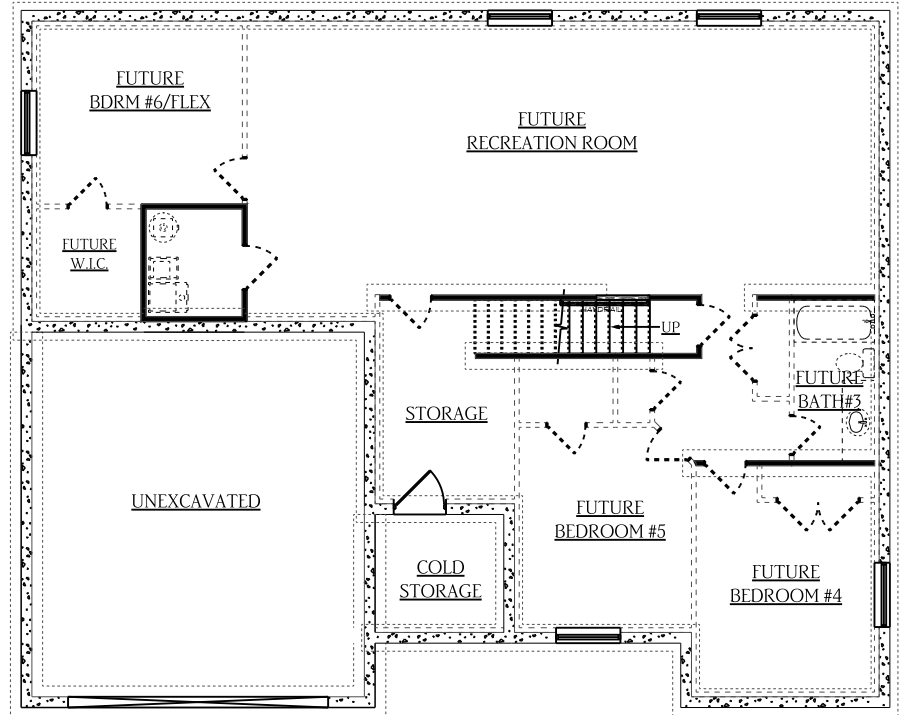 FUTURE
BDRM #6/FLEX
FUTURE
RECREATION ROOM
FUTURE
W.I.C.
HANDRAIL
UP
FUTURE
BATH#3
STORAGE
UNEXCAVATED
FUTURE
BEDROOM #5
COLD
STORAGE
FUTURE
BEDROOM #4